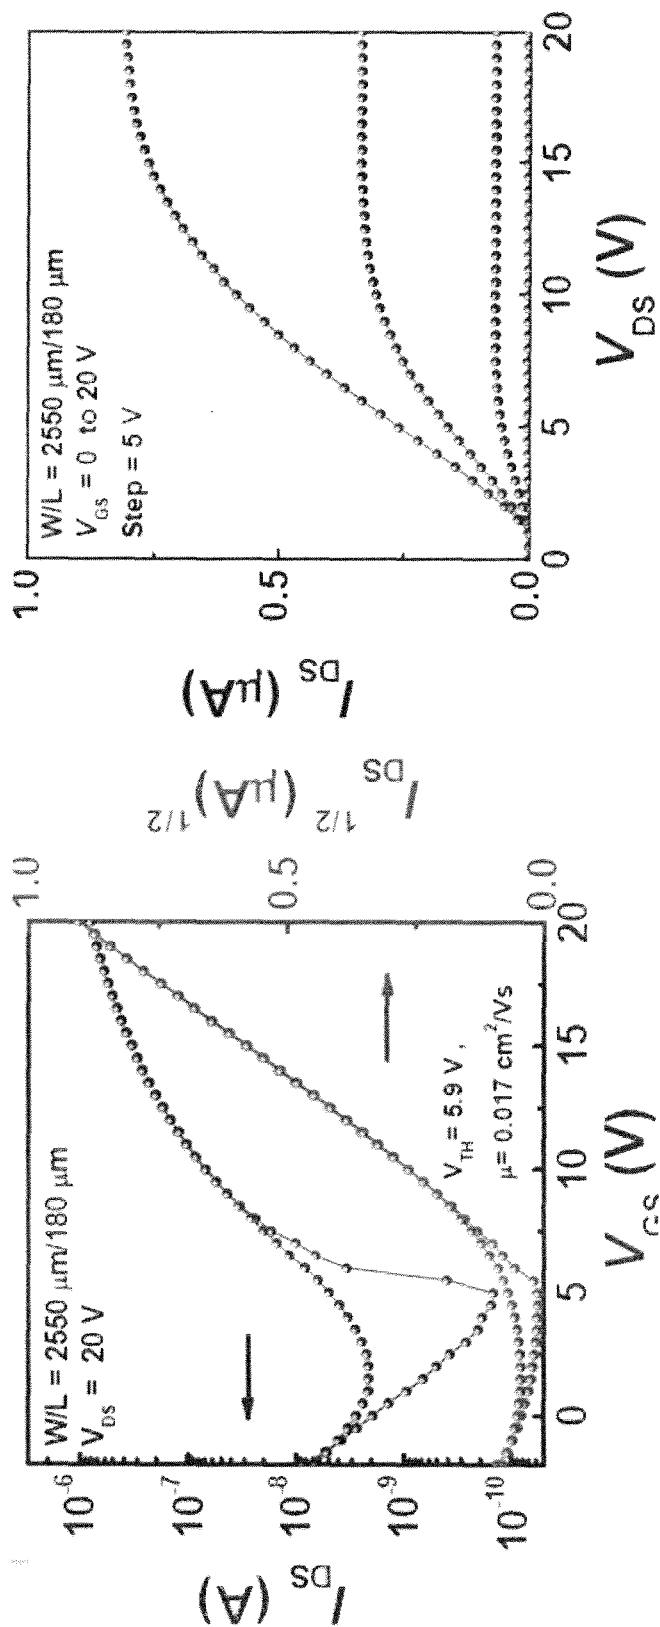 W/L = 2550 μm/180 μm
V_DS = 20 V
10^-6
10^-7
10^-8
10^-9
10^-10
I_DS (A)
1.0
0.5
0.0
I_DS^1/2 (μA)^1/2
V_TH = 5.9 V ,
μ= 0.017 cm^2/Vs
0 5 10 15 20
V_GS (V)
W/L = 2550 μm/180 μm
V_GS = 0 to 20 V
Step = 5 V
1.0
0.5
0.0
I_DS (μA)
0 5 10 15 20
V_DS (V)